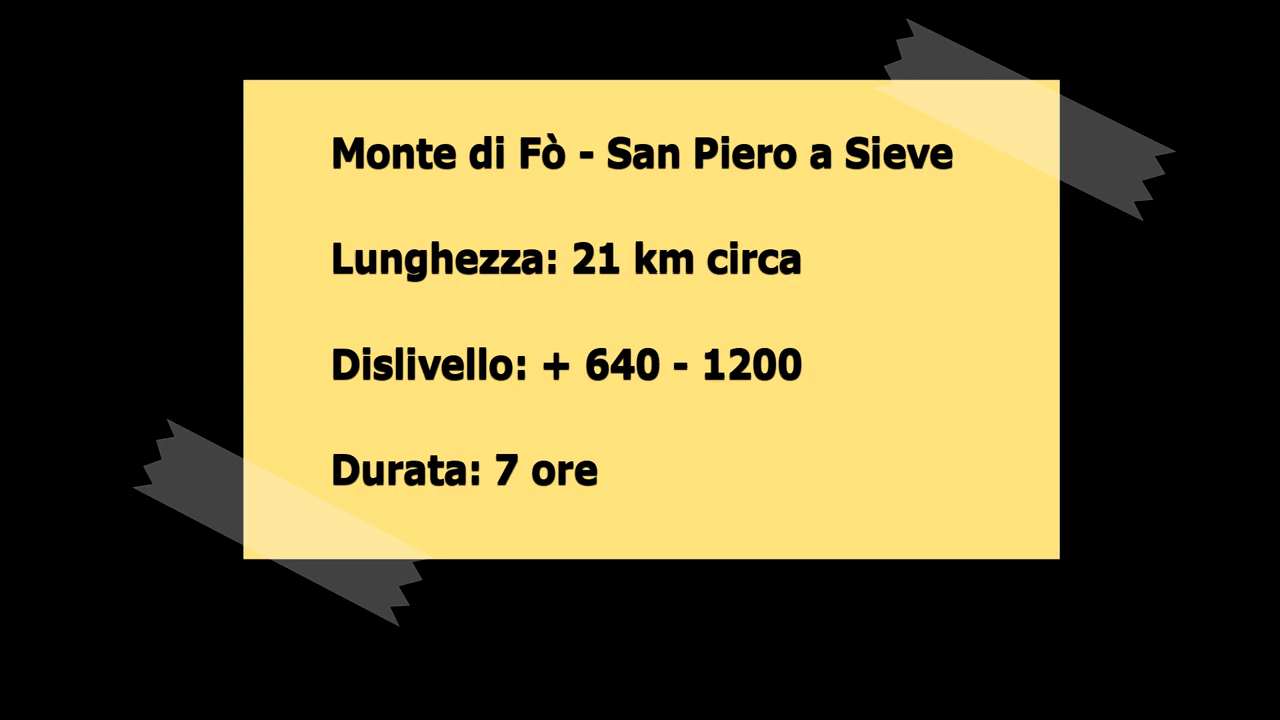 Monte di Fò - San Piero a Sieve
Lunghezza: 21 km circa
Dislivello: + 640 - 1200
Durata: 7 ore